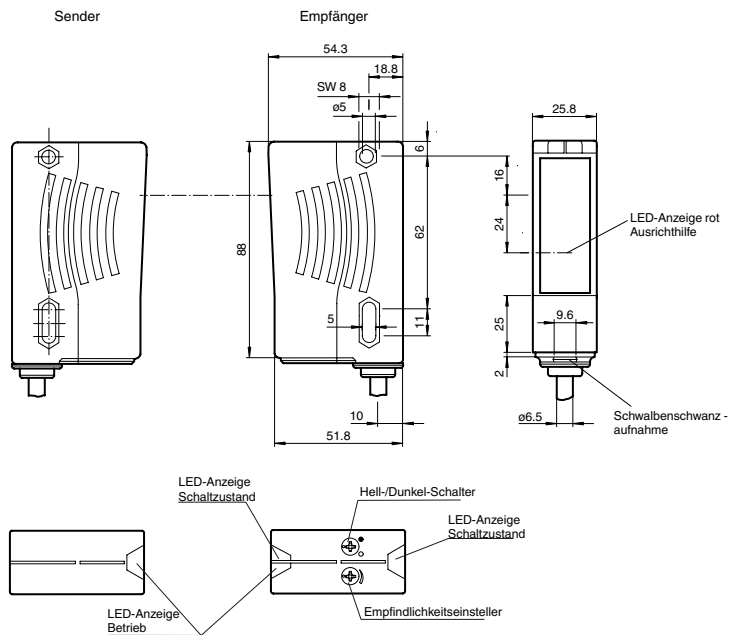 Sender
Empfänger
54.3
18.8
SW 8
ø5
25.8
6
16
24
62
88
LED-Anzeige rot
Ausrichthilfe
5
11
25
9.6
2
10
ø6.5
Schwalbenschwanz -
aufnahme
51.8
LED-Anzeige
Schaltzustand
Hell-/Dunkel-Schalter
LED-Anzeige
Schaltzustand
LED-Anzeige
Betrieb
Empfindlichkeitseinsteller